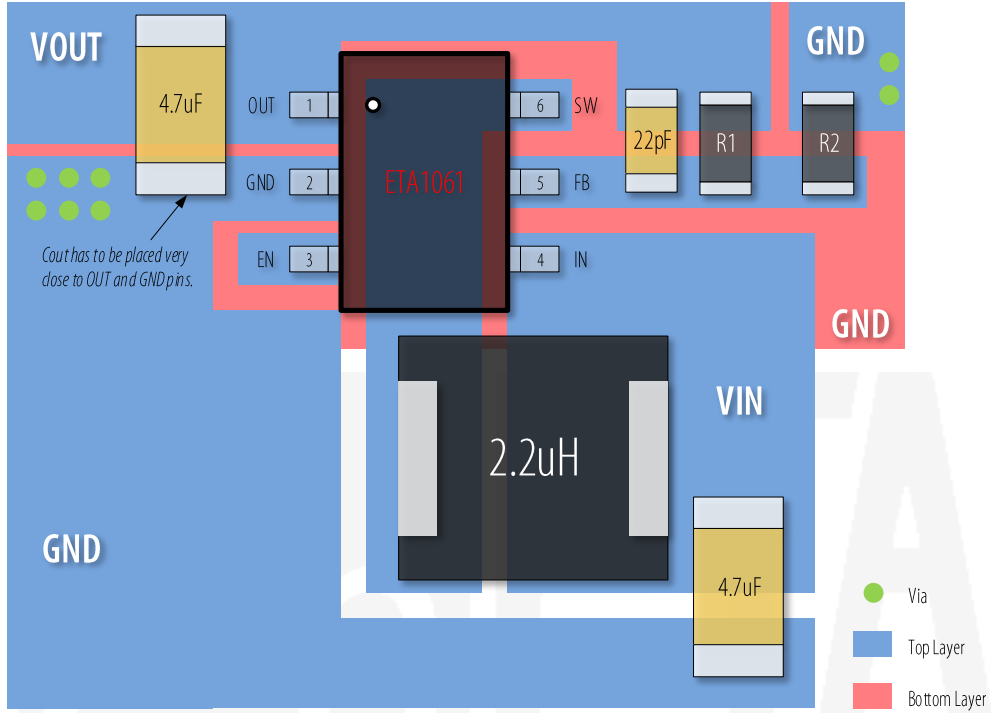 VOUT
4.7uF
OUT
1
6
SW
GND
22pF
R1
R2
GND
2
ETA1061
5
FB
EN
3
4
IN
Cout has to be placed very
close to OUT and GND pins.
GND
VIN
2.2uH
GND
4.7uF
Via
Top Layer
Bottom Layer